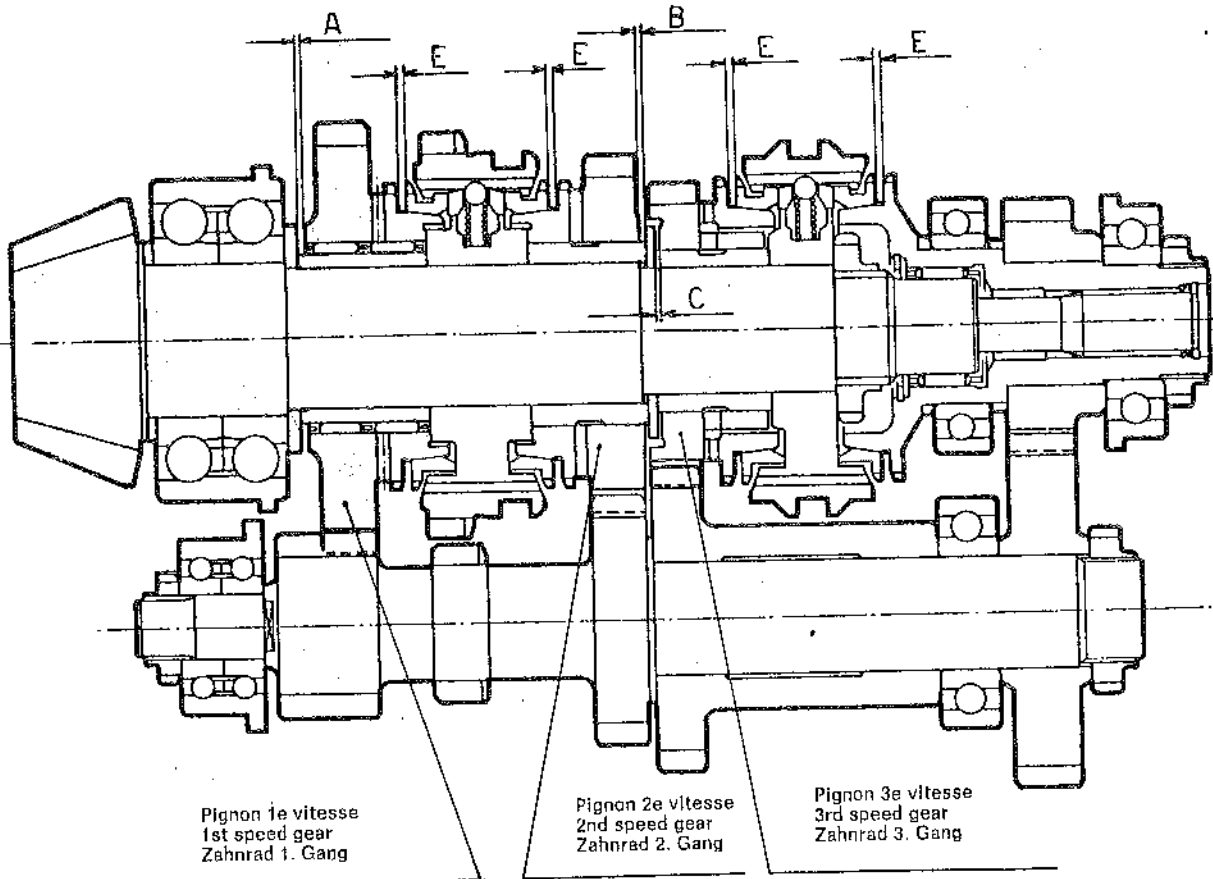 A
B
E
E
E
E
C
Pignon 1e vitesse
1st speed gear
Zahnrad 1. Gang
Pignon 2e vitesse
2nd speed gear
Zahnrad 2. Gang
Pignon 3e vitesse
3rd speed gear
Zahnrad 3. Gang